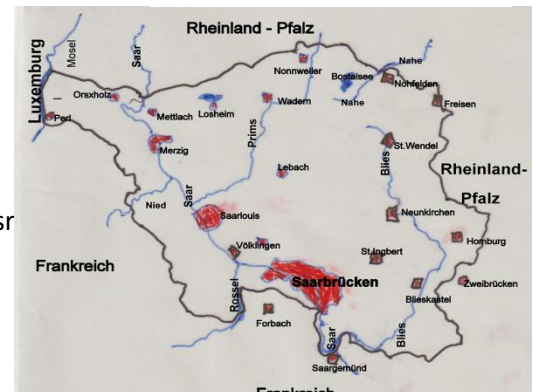 Rheinland - Pfalz
Luxemburg
Mosel
Saar
Nonnweiler
Bostalsee
Nahe
Nohfelden
Orsxholz
Mettlach
Losheim
Wadern
Nahe
Freisen
Perl
Merzig
Prims
Blies
St.Wendel
Rheinland-
Pfalz
Lebach
Nied
Saar
Saarlouis
Neunkirchen
Homburg
Völklingen
St.Ingbert
Frankreich
Saarbrücken
Zweibrücken
Blieskastel
Rossel
Forbach
Saar
Blies
Saargemünd
Frankreich